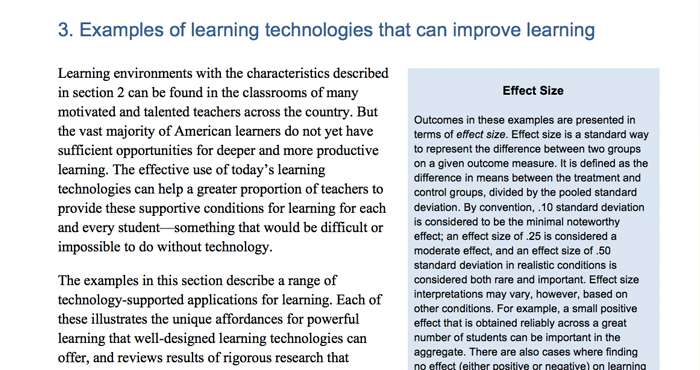 3. Examples of learning technologies that can improve learning
Learning environments with the characteristics described
in section 2 can be found in the classrooms of many
motivated and talented teachers across the country. But
the vast majority of American learners do not yet have
sufficient opportunities for deeper and more productive
learning. The effective use of today’s learning
technologies can help a greater proportion of teachers to
provide these supportive conditions for learning for each
and every student—something that would be difficult or
impossible to do without technology.
The examples in this section describe a range of
technology-supported applications for learning. Each of
these illustrates the unique affordances for powerful
learning that well-designed learning technologies can
offer, and reviews results of rigorous research that
Effect Size
Outcomes in these examples are presented in
terms of effect size. Effect size is a standard way
to represent the difference between two groups
on a given outcome measure. It is defined as the
difference in means between the treatment and
control groups, divided by the pooled standard
deviation. By convention, .10 standard deviation
is considered to be the minimal noteworthy
effect; an effect size of .25 is considered a
moderate effect, and an effect size of .50
standard deviation in realistic conditions is
considered both rare and important. Effect size
interpretations may vary, however, based on
other conditions. For example, a small positive
effect that is obtained reliably across a great
number of students can be important in the
aggregate. There are also cases where finding
no effect (either positive or negative) on learning